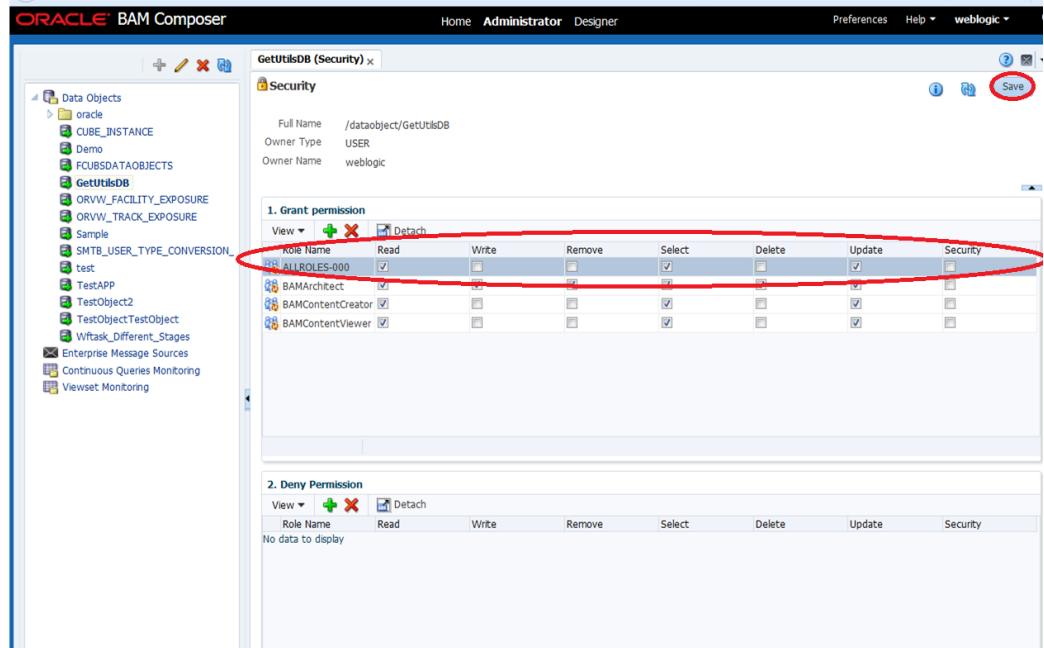 ORACLE BAM Composer Home Administrator Designer Preferences Help weblogic
GetUtilsDB (Security) x
Security
Save
Full Name /dataobject/GetUtilsDB
Owner Type USER
Owner Name weblogic
Data Objects
oracle
CUBE_INSTANCE
Demo
FCUBSDATAOBJECTS
GetUtilsDB
ORVW_FACILITY_EXPOSURE
ORVW_TRACK_EXPOSURE
Sample
SMTB_USER_TYPE_CONVERSION_
test
TestAPP
TestObject2
TestObjectTestObject
Wftask_Different_Stages
Enterprise Message Sources
Continuous Queries Monitoring
Viewset Monitoring
1. Grant permission
View Detach
Role Name Read Write Remove Select Delete Update Security
ALLROLES-000
BAMArchitect
BAMContentCreator
BAMContentViewer
2. Deny Permission
View Detach
Role Name Read Write Remove Select Delete Update Security
No data to display